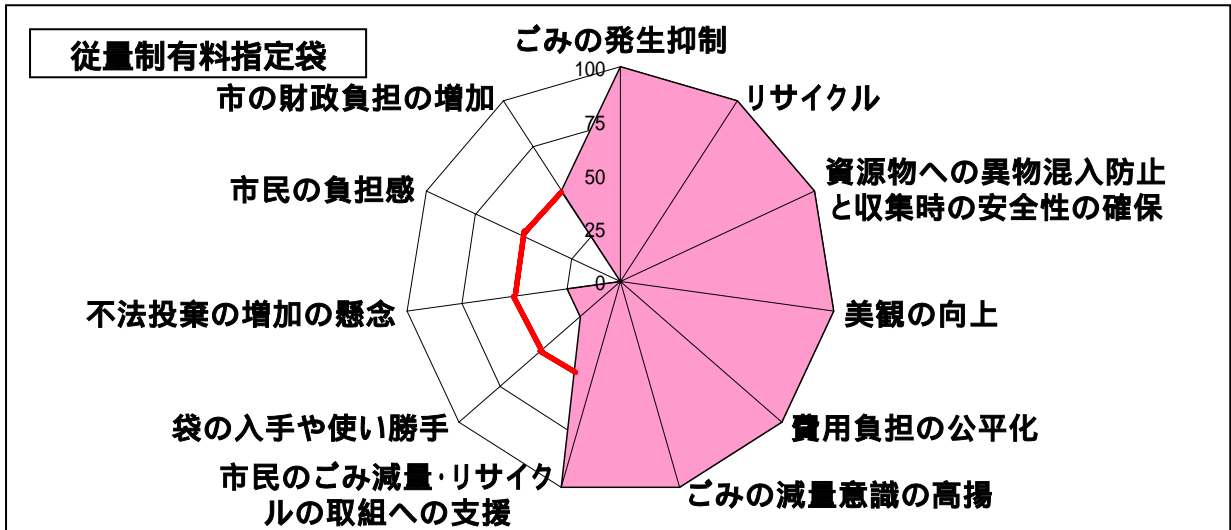 従量制有料指定袋
ごみの発生抑制
リサイクル
資源物への異物混入防止
と収集時の安全性の確保
美観の向上
費用負担の公平化
ごみの減量意識の高揚
市民のごみ減量・リサイク
ルの取組への支援
袋の入手や使い勝手
不法投棄の増加の懸念
市民の負担感
市の財政負担の増加
100
75
50
25
0